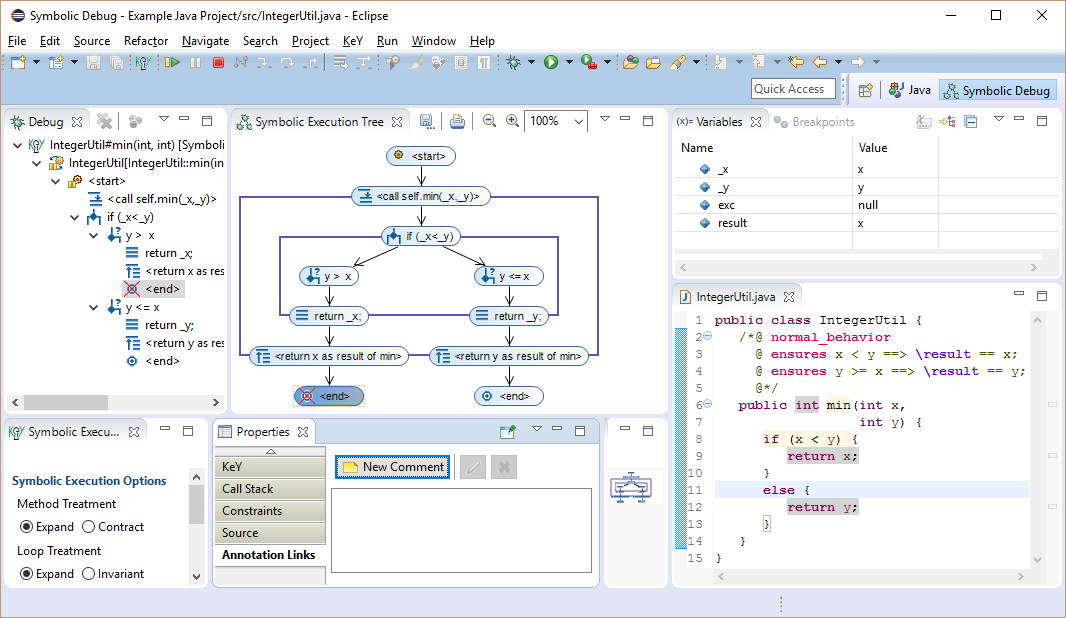 Symbolic Debug - Example Java Project/src/IntegerUtil.java - Eclipse
File Edit Source Refactor Navigate Search Project KeY Run Window Help
Quick Access Java Symbolic Debug
Debug
IntegerUtil#min(int, int) [Symboli
IntegerUtil[IntegerUtil::min(in
<start>
<call self.min(_x,_y)>
if (_x<_y)
y > x
return _x;
<return x as res
<end>
y <= x
return _y;
<return y as res
<end>
Symbolic Execution Tree 100%
<start>
<call self.min(_x,_y)>
if (_x<_y)
y > x y <= x
return _x; return _y;
<return x as result of min> <return y as result of min>
<end> <end>
(x)= Variables Breakpoints
Name Value
_x x
_y y
exc null
result x
IntegerUtil.java
1 public class IntegerUtil {
2 /*@ normal_behavior
3 @ ensures x < y ==> \result == x;
4 @ ensures y >= x ==> \result == y;
5 @*/
6 public int min(int x,
7 int y) {
8 if (x < y) {
9 return x;
10 }
11 else {
12 return y;
13 }
14 }
15 }
Symbolic Execu...
Symbolic Execution Options
Method Treatment
Expand Contract
Loop Treatment
Expand Invariant
Properties
KeY
Call Stack
Constraints
Source
Annotation Links
New Comment